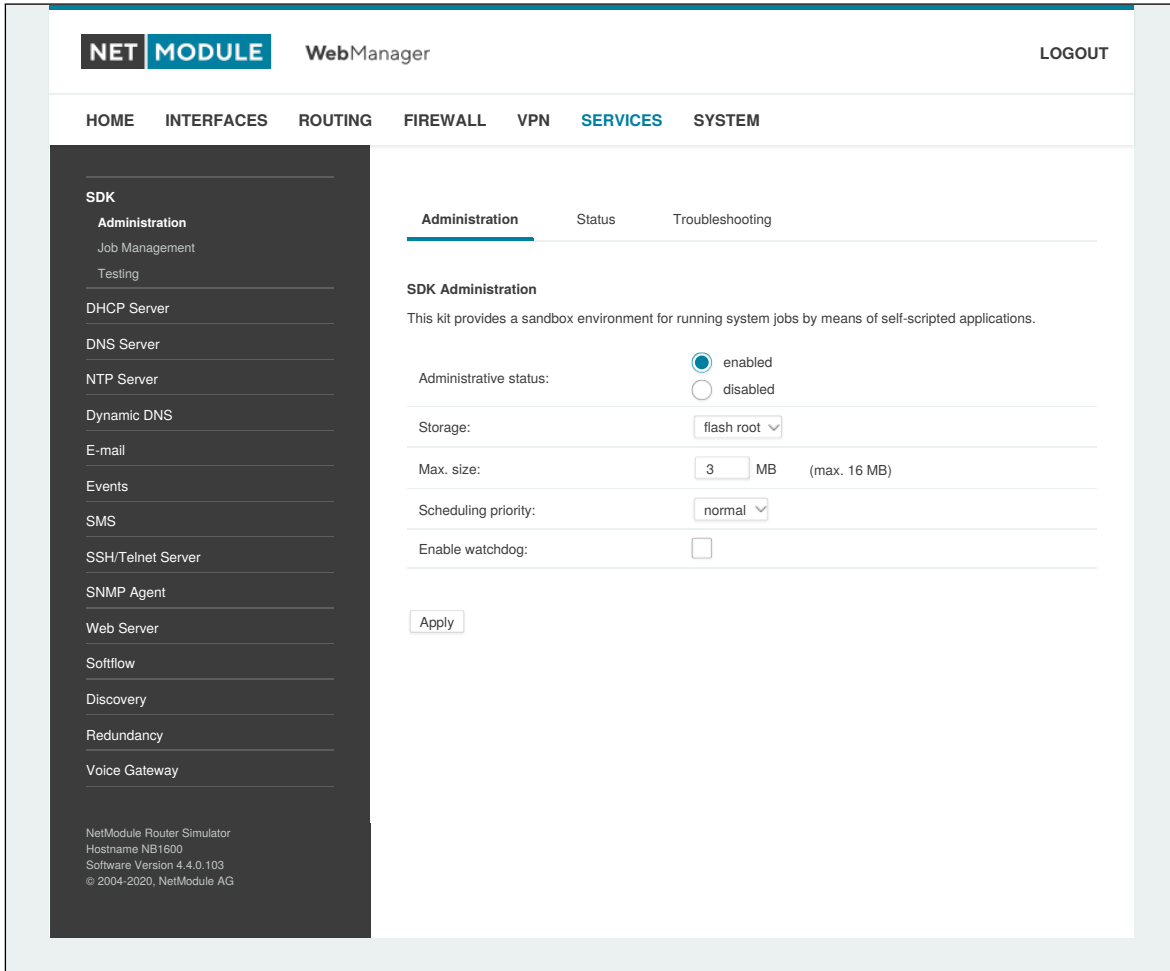 NET MODULE WebManager LOGOUT
HOME INTERFACES ROUTING FIREWALL VPN SERVICES SYSTEM
SDK
Administration
Job Management
Testing
DHCP Server
DNS Server
NTP Server
Dynamic DNS
E-mail
Events
SMS
SSH/Telnet Server
SNMP Agent
Web Server
Softflow
Discovery
Redundancy
Voice Gateway
NetModule Router Simulator
Hostname NB1600
Software Version 4.4.0.103
© 2004-2020, NetModule AG
Administration Status Troubleshooting
SDK Administration
This kit provides a sandbox environment for running system jobs by means of self-scripted applications.
Administrative status: enabled
disabled
Storage: flash root
Max. size: 3 MB (max. 16 MB)
Scheduling priority: normal
Enable watchdog:
Apply